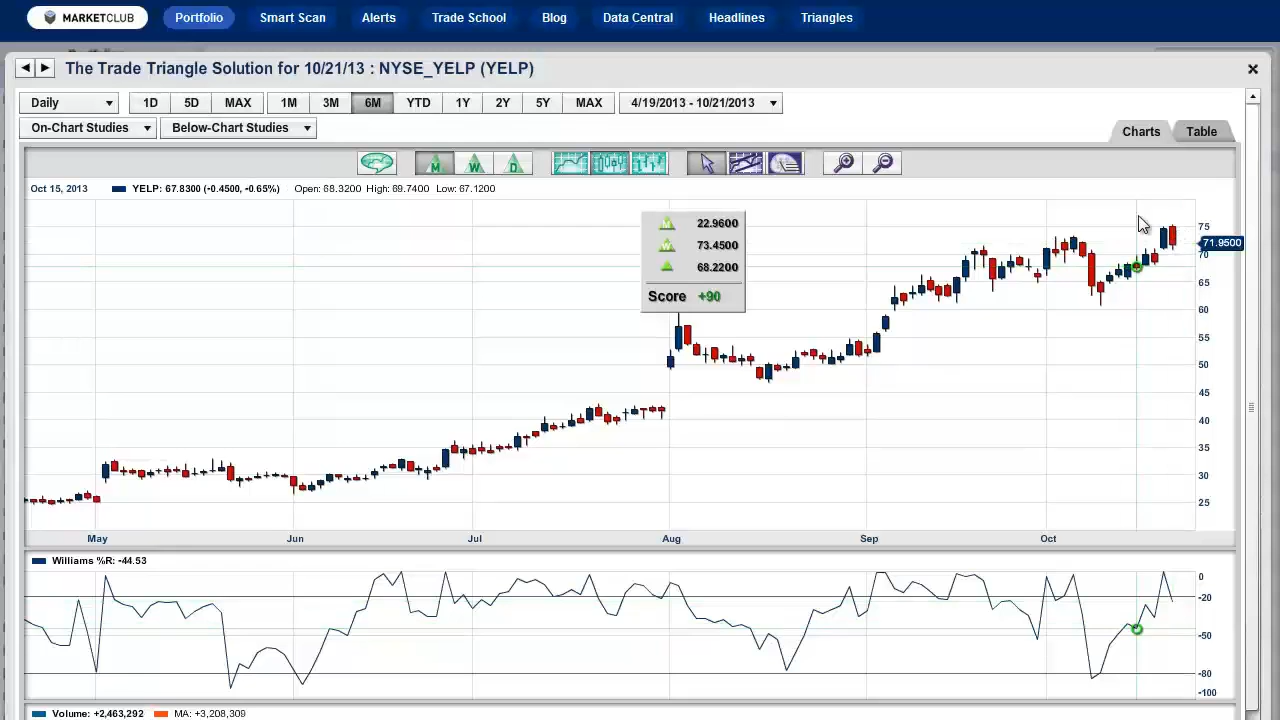 MARKETCLUB Portfolio Smart Scan Alerts Trade School Blog Data Central Headlines Triangles
The Trade Triangle Solution for 10/21/13 : NYSE_YELP (YELP)
Daily 1D 5D MAX 1M 3M 6M YTD 1Y 2Y 5Y MAX 4/19/2013 - 10/21/2013
On-Chart Studies Below-Chart Studies Charts Table
M W D
Oct 15, 2013 YELP: 67.8300 (-0.4500, -0.65%) Open: 68.3200 High: 69.7400 Low: 67.1200
M 22.9600
W 73.4500
68.2200
Score +90
75
71.9500
70
65
60
55
50
45
40
35
30
25
May Jun Jul Aug Sep Oct
Williams %R: -44.53
0
-20
-50
-80
-100
Volume: +2,463,292 MA: +3,208,309